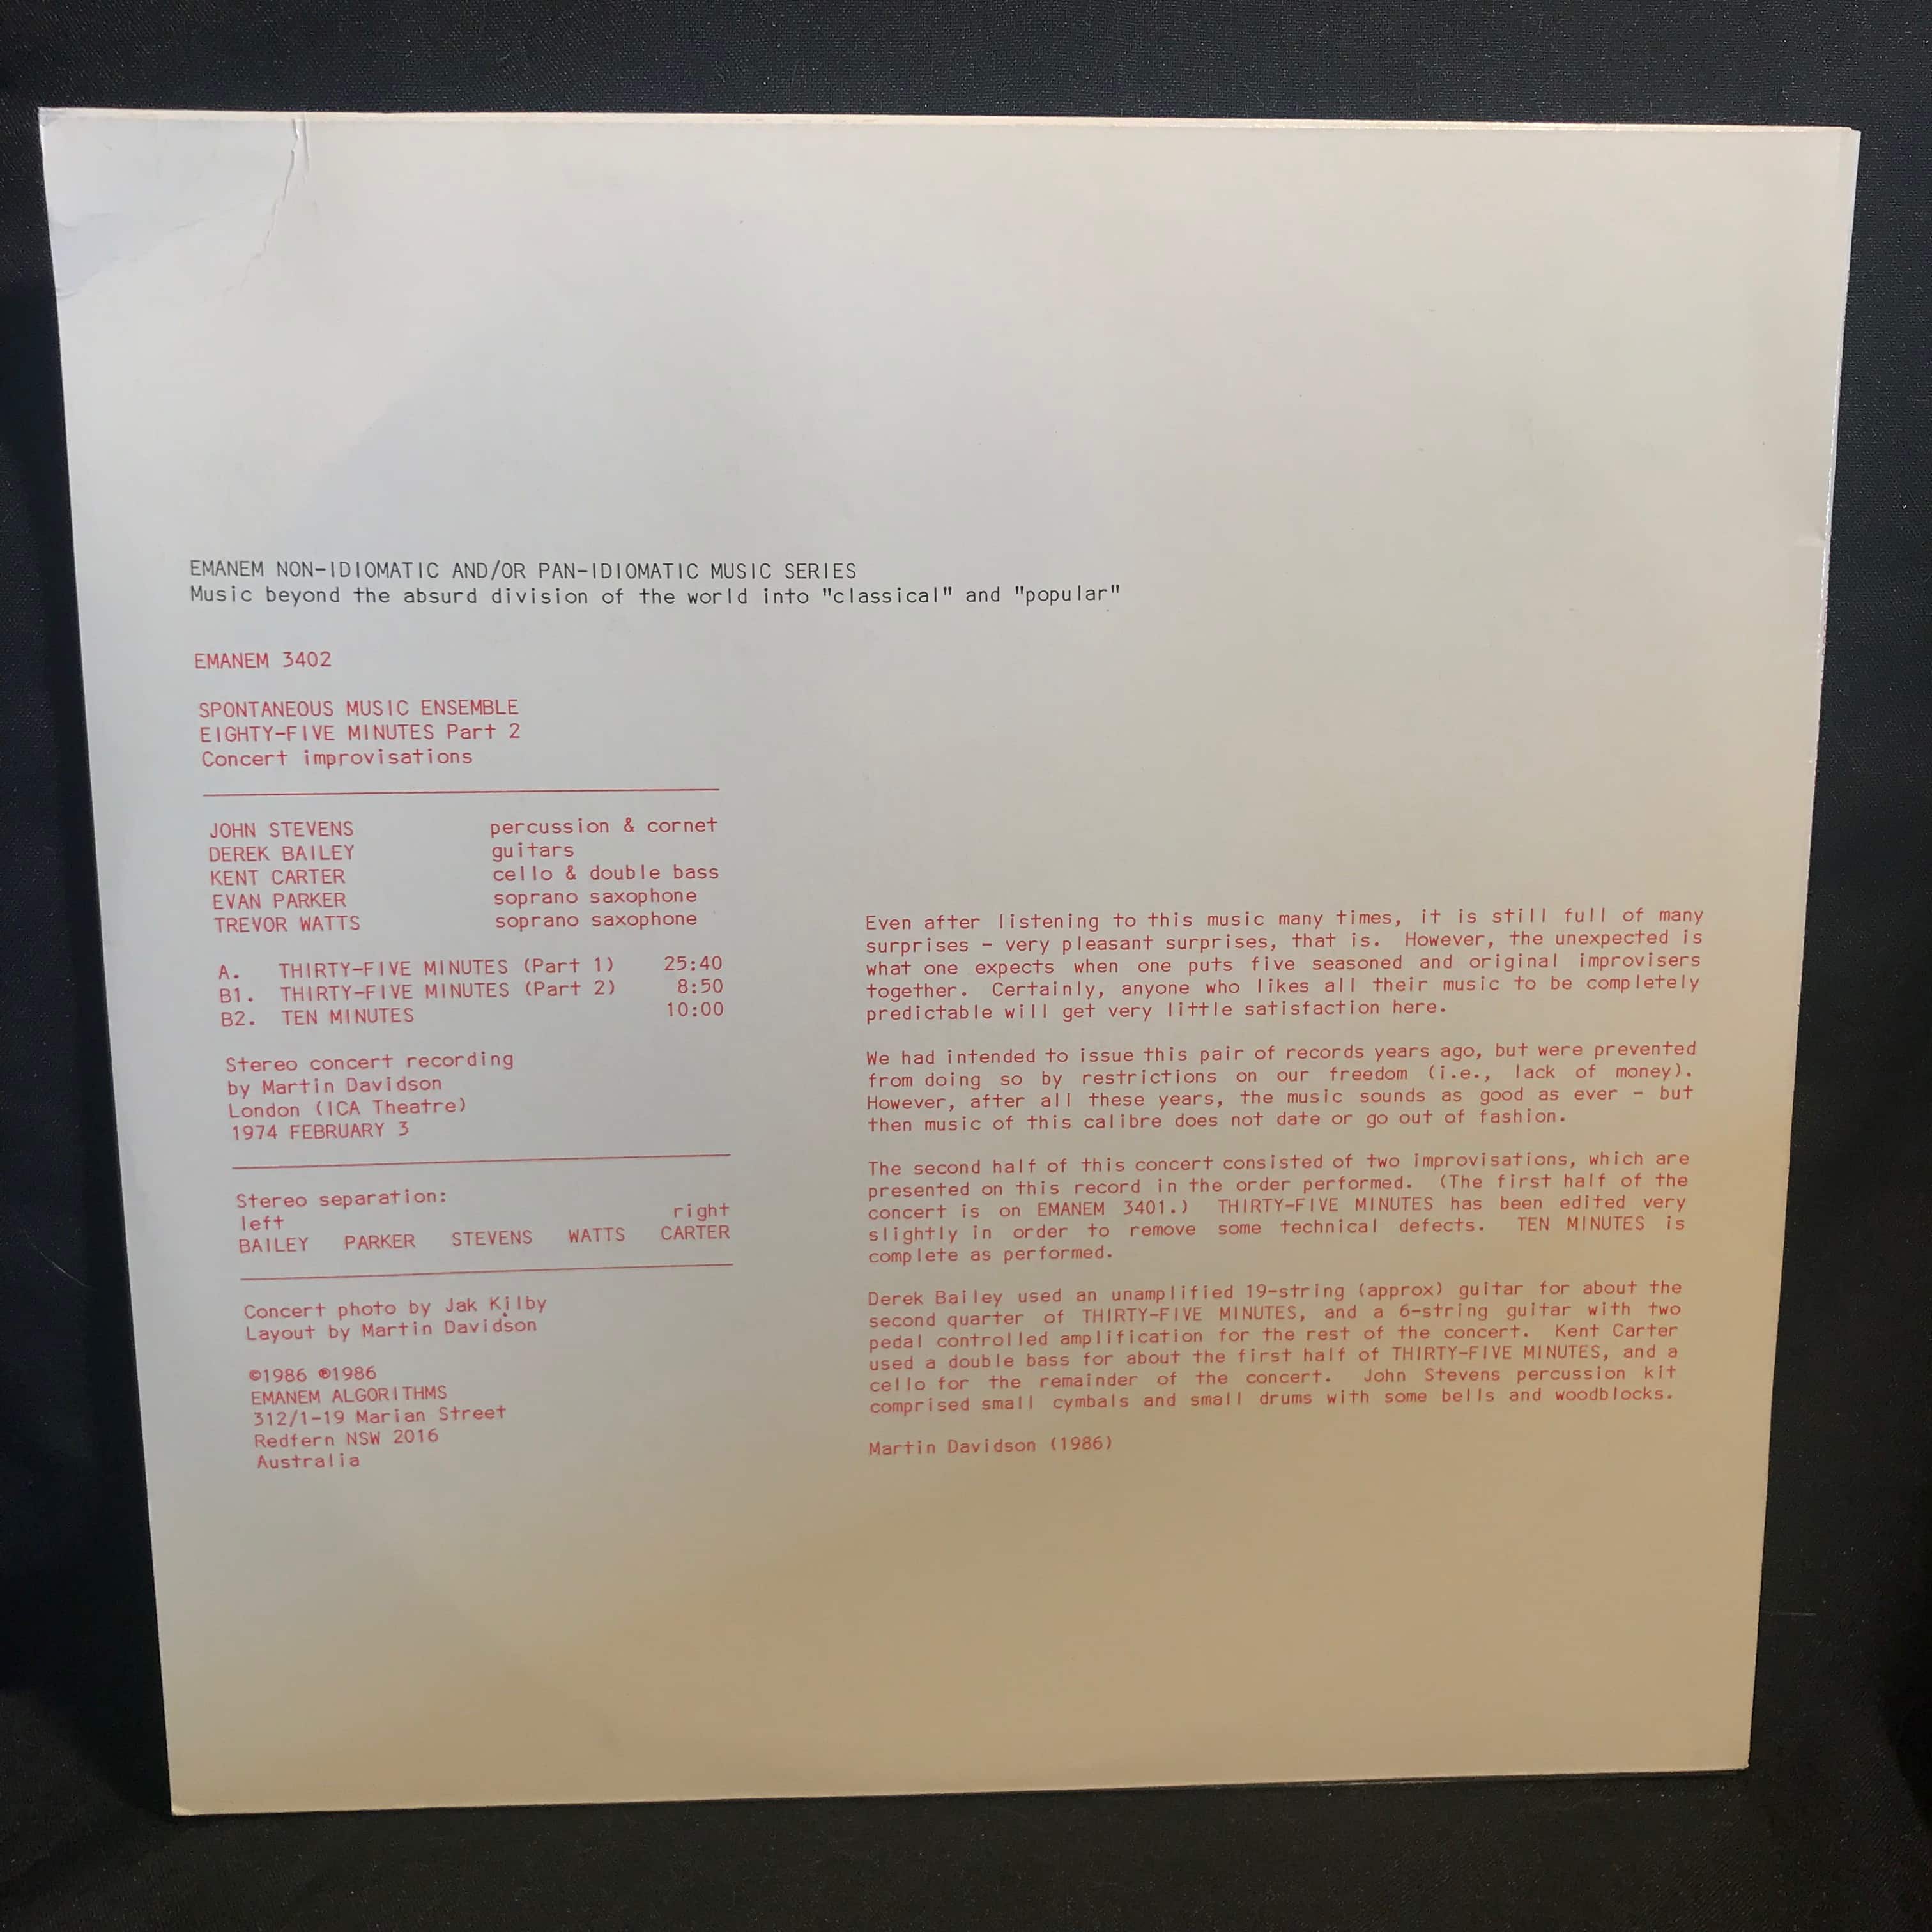 EMANEM NON-IDIOMATIC AND/OR PAN-IDIOMATIC MUSIC SERIES
Music beyond the absurd division of the world into "classical" and "popular"
EMANEM 3402
SPONTANEOUS MUSIC ENSEMBLE
EIGHTY-FIVE MINUTES Part 2
Concert improvisations
JOHN STEVENS percussion & cornet
DEREK BAILEY guitars
KENT CARTER cello & double bass
EVAN PARKER soprano saxophone
TREVOR WATTS soprano saxophone
A. THIRTY-FIVE MINUTES (Part 1) 25:40
B1. THIRTY-FIVE MINUTES (Part 2) 8:50
B2. TEN MINUTES 10:00
Stereo concert recording
by Martin Davidson
London (ICA Theatre)
1974 FEBRUARY 3
Stereo separation:
left right
BAILEY PARKER STEVENS WATTS CARTER
Concert photo by Jak Kilby
Layout by Martin Davidson
©1986 ℗1986
EMANEM ALGORITHMS
312/1-19 Marian Street
Redfern NSW 2016
Australia
Even after listening to this music many times, it is still full of many
surprises - very pleasant surprises, that is. However, the unexpected is
what one expects when one puts five seasoned and original improvisers
together. Certainly, anyone who likes all their music to be completely
predictable will get very little satisfaction here.
We had intended to issue this pair of records years ago, but were prevented
from doing so by restrictions on our freedom (i.e., lack of money).
However, after all these years, the music sounds as good as ever - but
then music of this calibre does not date or go out of fashion.
The second half of this concert consisted of two improvisations, which are
presented on this record in the order performed. (The first half of the
concert is on EMANEM 3401.) THIRTY-FIVE MINUTES has been edited very
slightly in order to remove some technical defects. TEN MINUTES is
complete as performed.
Derek Bailey used an unamplified 19-string (approx) guitar for about the
second quarter of THIRTY-FIVE MINUTES, and a 6-string guitar with two
pedal controlled amplification for the rest of the concert. Kent Carter
used a double bass for about the first half of THIRTY-FIVE MINUTES, and a
cello for the remainder of the concert. John Stevens percussion kit
comprised small cymbals and small drums with some bells and woodblocks.
Martin Davidson (1986)